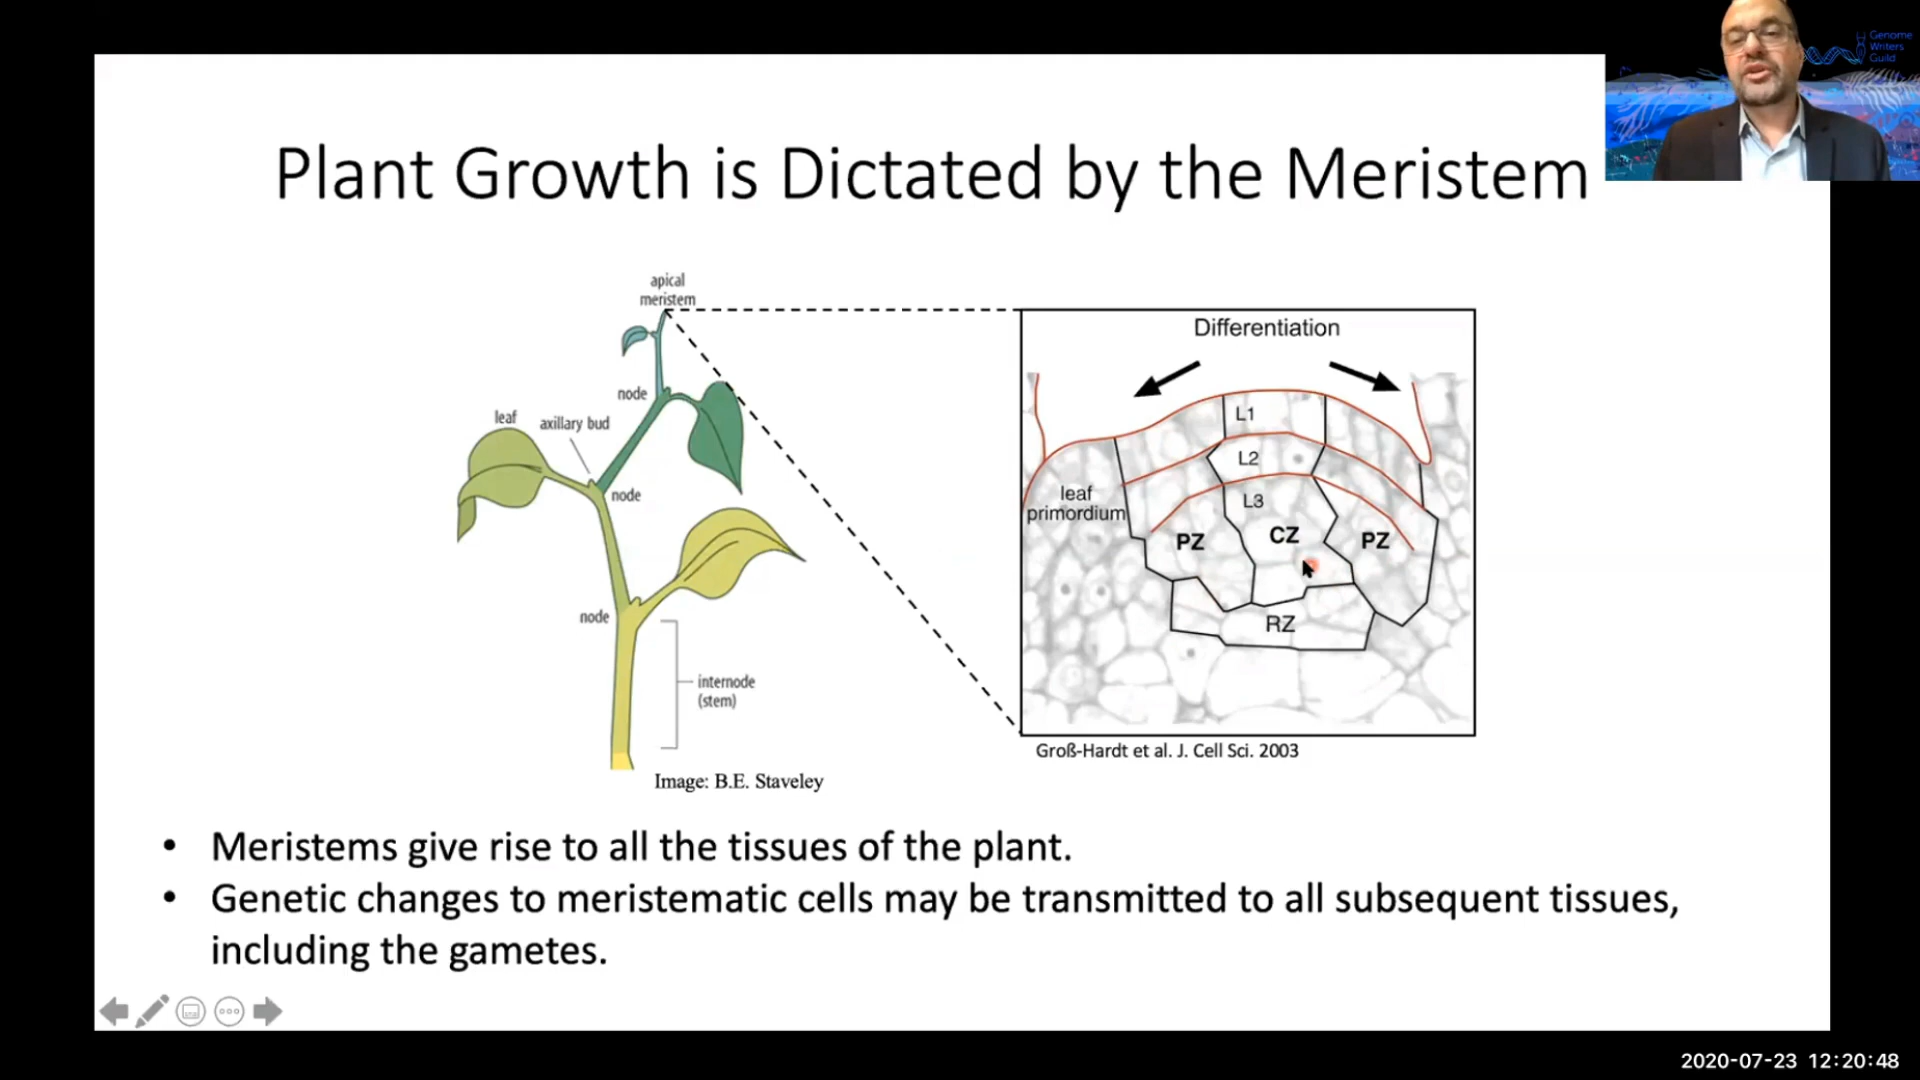 Genome
Writers
Guild
Plant Growth is Dictated by the Meristem
apical
meristem
node
leaf
axillary bud
node
node
internode
(stem)
Image: B.E. Staveley
Differentiation
L1
L2
L3
leaf
primordium
PZ
CZ
PZ
RZ
Groß-Hardt et al. J. Cell Sci. 2003
• Meristems give rise to all the tissues of the plant.
• Genetic changes to meristematic cells may be transmitted to all subsequent tissues,
including the gametes.
2020-07-23 12:20:48